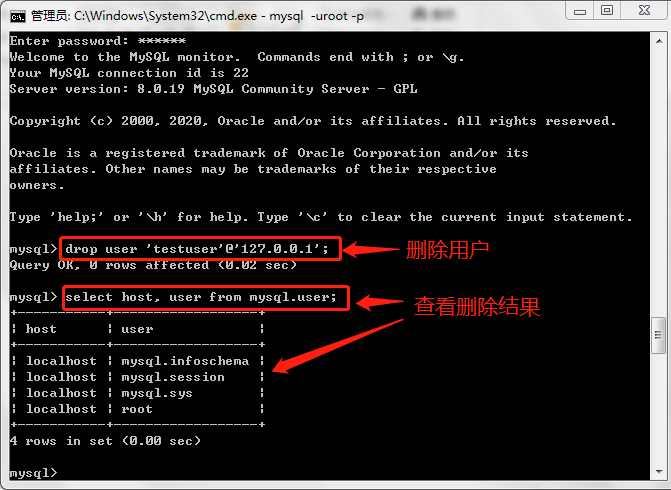 管理员: C:\Windows\System32\cmd.exe - mysql -uroot -p
Enter password: ******
Welcome to the MySQL monitor.  Commands end with ; or \g.
Your MySQL connection id is 22
Server version: 8.0.19 MySQL Community Server - GPL
Copyright (c) 2000, 2020, Oracle and/or its affiliates. All rights reserved.
Oracle is a registered trademark of Oracle Corporation and/or its
affiliates. Other names may be trademarks of their respective
owners.
Type 'help;' or '\h' for help. Type '\c' to clear the current input statement.
mysql> drop user 'testuser'@'127.0.0.1'; 删除用户
Query OK, 0 rows affected (0.02 sec)
mysql> select host, user from mysql.user; 查看删除结果
+-----------+------------------+
| host      | user             |
+-----------+------------------+
| localhost | mysql.infoschema |
| localhost | mysql.session    |
| localhost | mysql.sys        |
| localhost | root             |
+-----------+------------------+
4 rows in set (0.00 sec)
mysql>